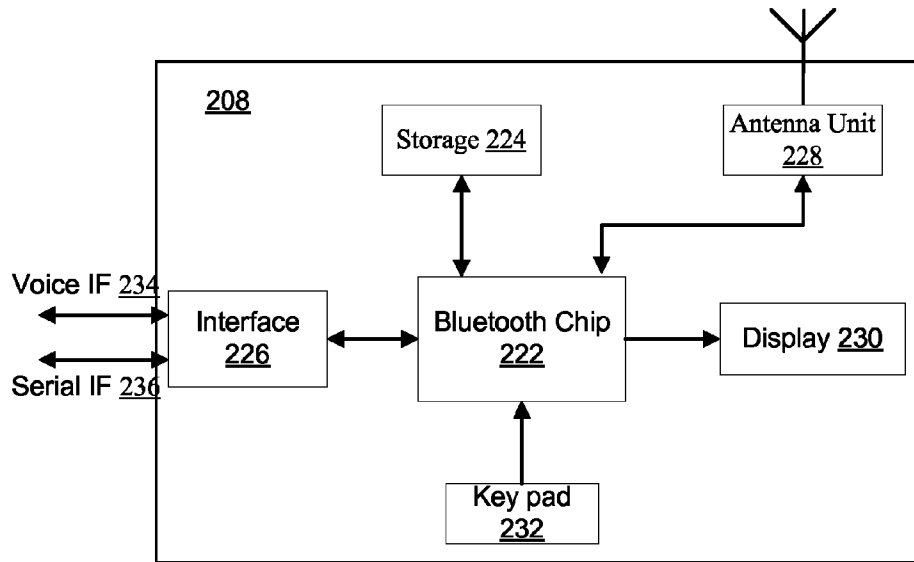 208
Storage 224
Antenna Unit
228
Voice IF 234
Serial IF 236
Interface
226
Bluetooth Chip
222
Display 230
Key pad
232